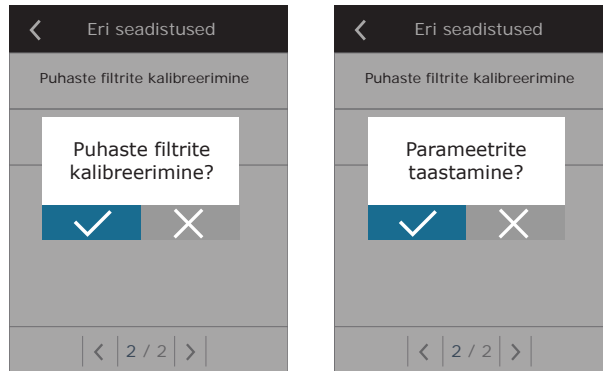 Eri seadistused
Puhaste filtrite kalibreerimine
Puhaste filtrite
kalibreerimine?
2 / 2
Eri seadistused
Puhaste filtrite kalibreerimine
Parameetrite
taastamine?
2 / 2